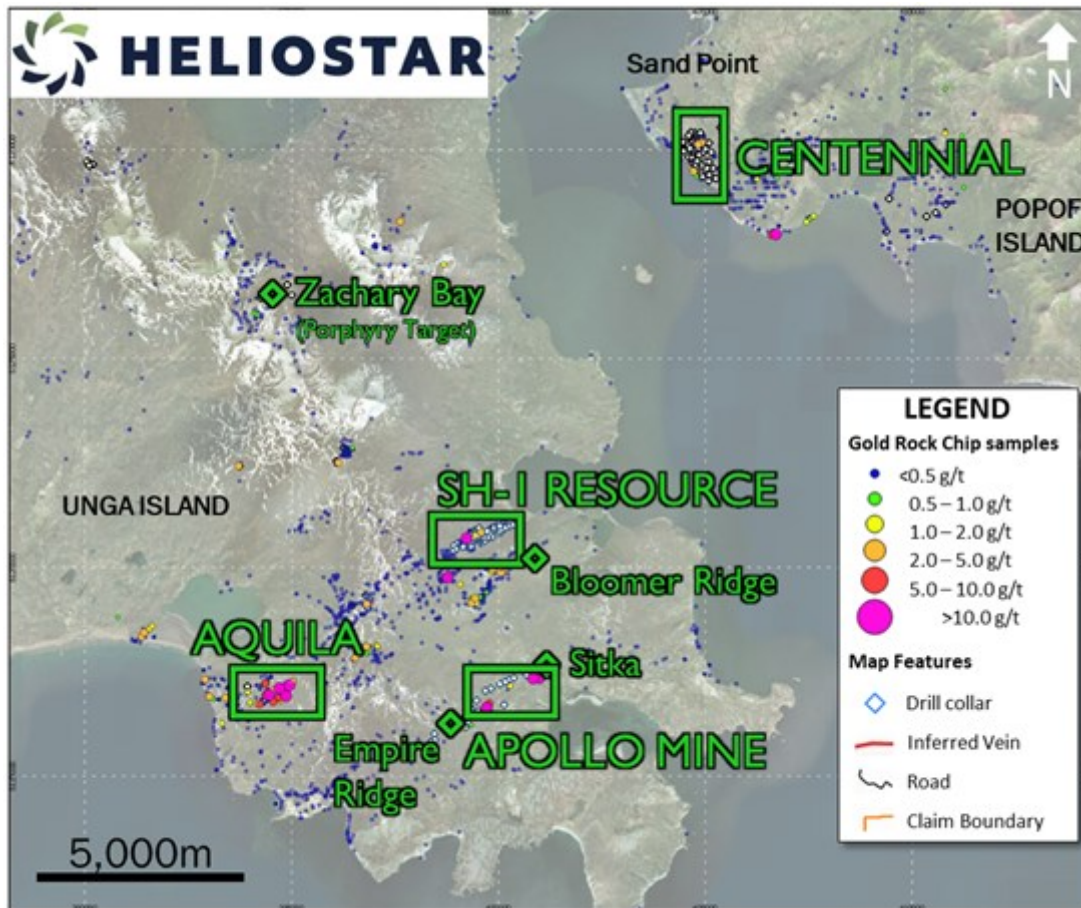 HELIOSTAR
Sand Point
N
CENTENNIAL
POPOF
ISLAND
Zachary Bay
(Porphyry Target)
UNGA ISLAND
SH-1 RESOURCE
Bloomer Ridge
AQUILA
Sitka
Empire
Ridge
APOLLO MINE
5,000m
LEGEND
Gold Rock Chip samples
<0.5 g/t
0.5 – 1.0 g/t
1.0 – 2.0 g/t
2.0 – 5.0 g/t
5.0 – 10.0 g/t
>10.0 g/t
Map Features
Drill collar
Inferred Vein
Road
Claim Boundary